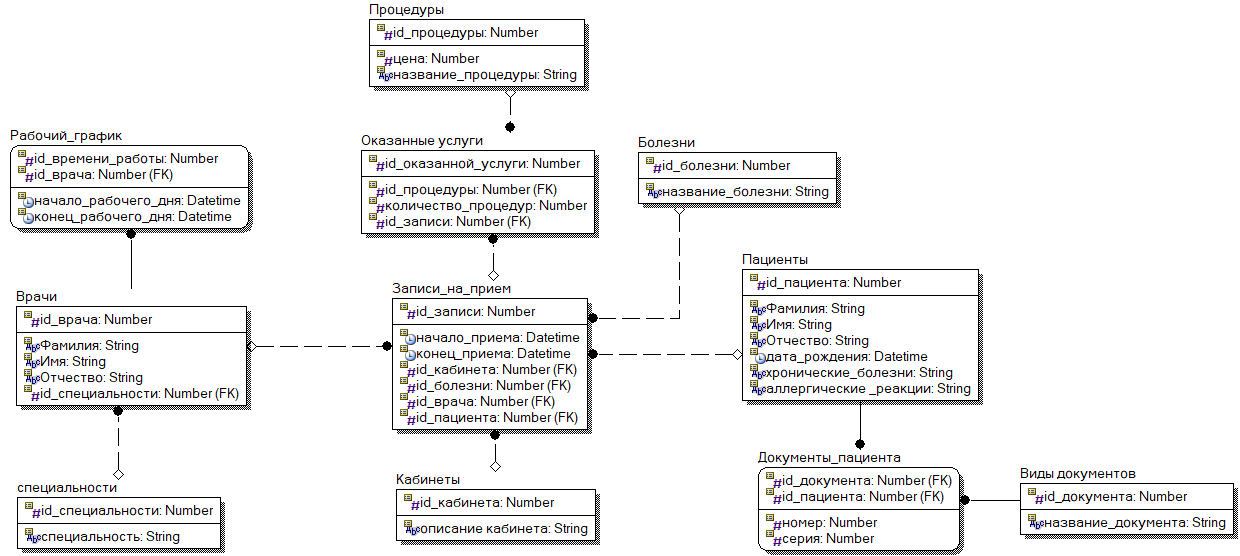 Процедуры
id_процедуры: Number
цена: Number
название_процедуры: String
Рабочий_график
id_времени_работы: Number
id_врача: Number (FK)
начало_рабочего_дня: Datetime
конец_рабочего_дня: Datetime
Оказанные услуги
id_оказанной_услуги: Number
id_процедуры: Number (FK)
количество_процедур: Number
id_записи: Number (FK)
Болезни
id_болезни: Number
название_болезни: String
Врачи
id_врача: Number
Фамилия: String
Имя: String
Отчество: String
id_специальности: Number (FK)
Записи_на_прием
id_записи: Number
начало_приема: Datetime
конец_приема: Datetime
id_кабинета: Number (FK)
id_болезни: Number (FK)
id_врача: Number (FK)
id_пациента: Number (FK)
Пациенты
id_пациента: Number
Фамилия: String
Имя: String
Отчество: String
дата_рождения: Datetime
хронические_болезни: String
аллергические _реакции: String
специальности
id_специальности: Number
специальность: String
Кабинеты
id_кабинета: Number
описание кабинета: String
Документы_пациента
id_документа: Number (FK)
id_пациента: Number (FK)
номер: Number
серия: Number
Виды документов
id_документа: Number
название_документа: String